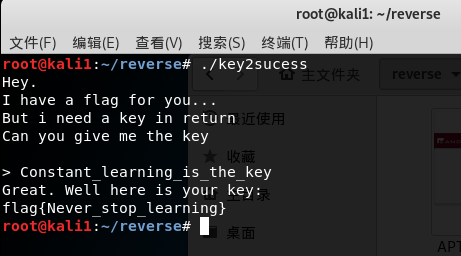 root@kali1: ~/reverse
文件(F) 编辑(E) 查看(V) 搜索(S) 终端(T) 帮助(H)
root@kali1:~/reverse# ./key2sucess
Hey.
I have a flag for you...
But i need a key in return
Can you give me the key
> Constant_learning_is_the_key
Great. Well here is your key:
flag{Never_stop_learning}
root@kali1:~/reverse#
主文件夹
reverse
最近使用
收藏
主目录
桌面
APT